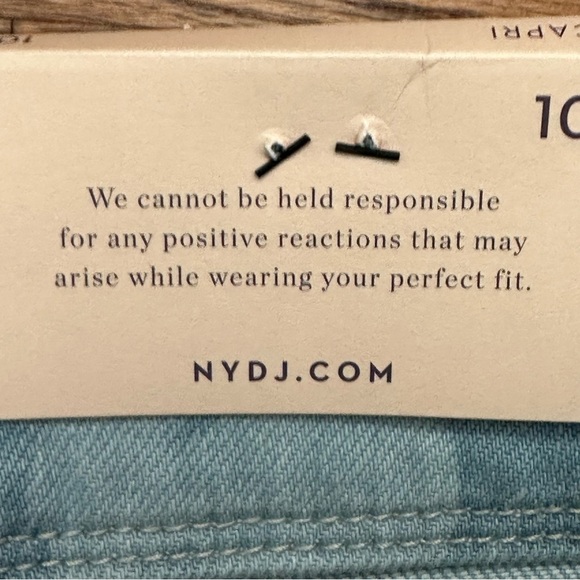 CAPRI
10
We cannot be held responsible
for any positive reactions that may
arise while wearing your perfect fit.
NYDJ.COM